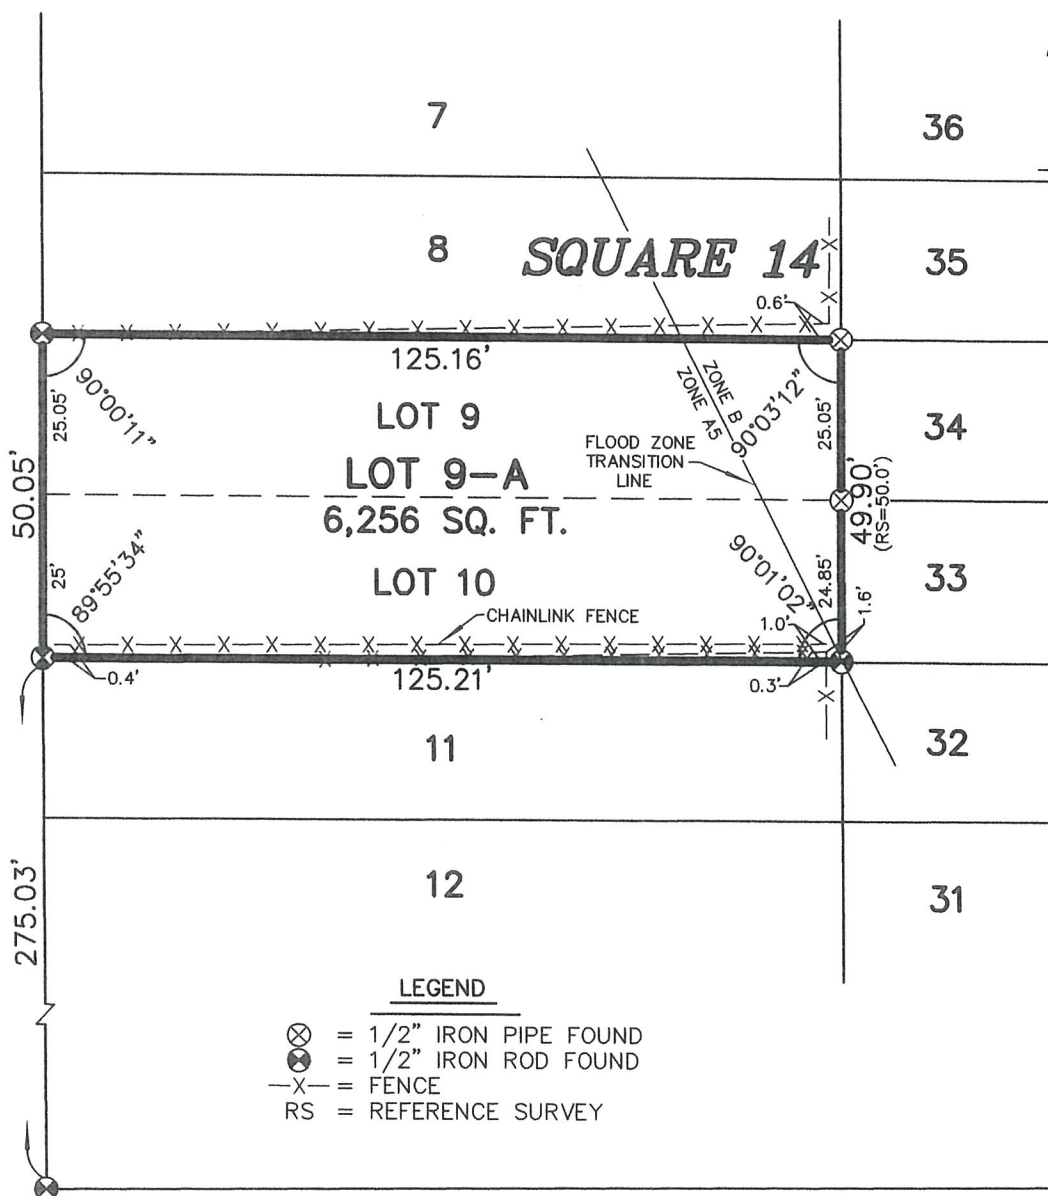 7
36
8
SQUARE 14
35
0.6'
125.16'
90°00'11"
25.05'
LOT 9
ZONE B
ZONE A5
90°03'12"
25.05'
34
FLOOD ZONE
TRANSITION
LINE
LOT 9-A
6,256 SQ. FT.
50.05'
49.90'
(RS=50.0')
25'
89°55'34"
LOT 10
90°01'02"
24.85'
33
CHAINLINK FENCE
1.0'
1.6'
0.4'
125.21'
0.3'
11
32
275.03'
12
31
LEGEND
= 1/2" IRON PIPE FOUND
= 1/2" IRON ROD FOUND
—X— = FENCE
RS = REFERENCE SURVEY